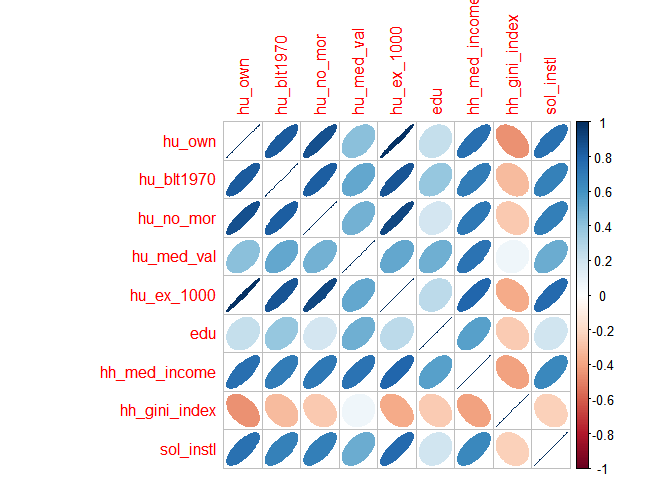 hu_own
hu_blt1970
hu_no_mor
hu_med_val
hu_ex_1000
edu
hh_med_income
hh_gini_index
sol_instl
hu_own
hu_blt1970
hu_no_mor
hu_med_val
hu_ex_1000
edu
hh_med_income
hh_gini_index
sol_instl
1
0.8
0.6
0.4
0.2
0
-0.2
-0.4
-0.6
-0.8
-1